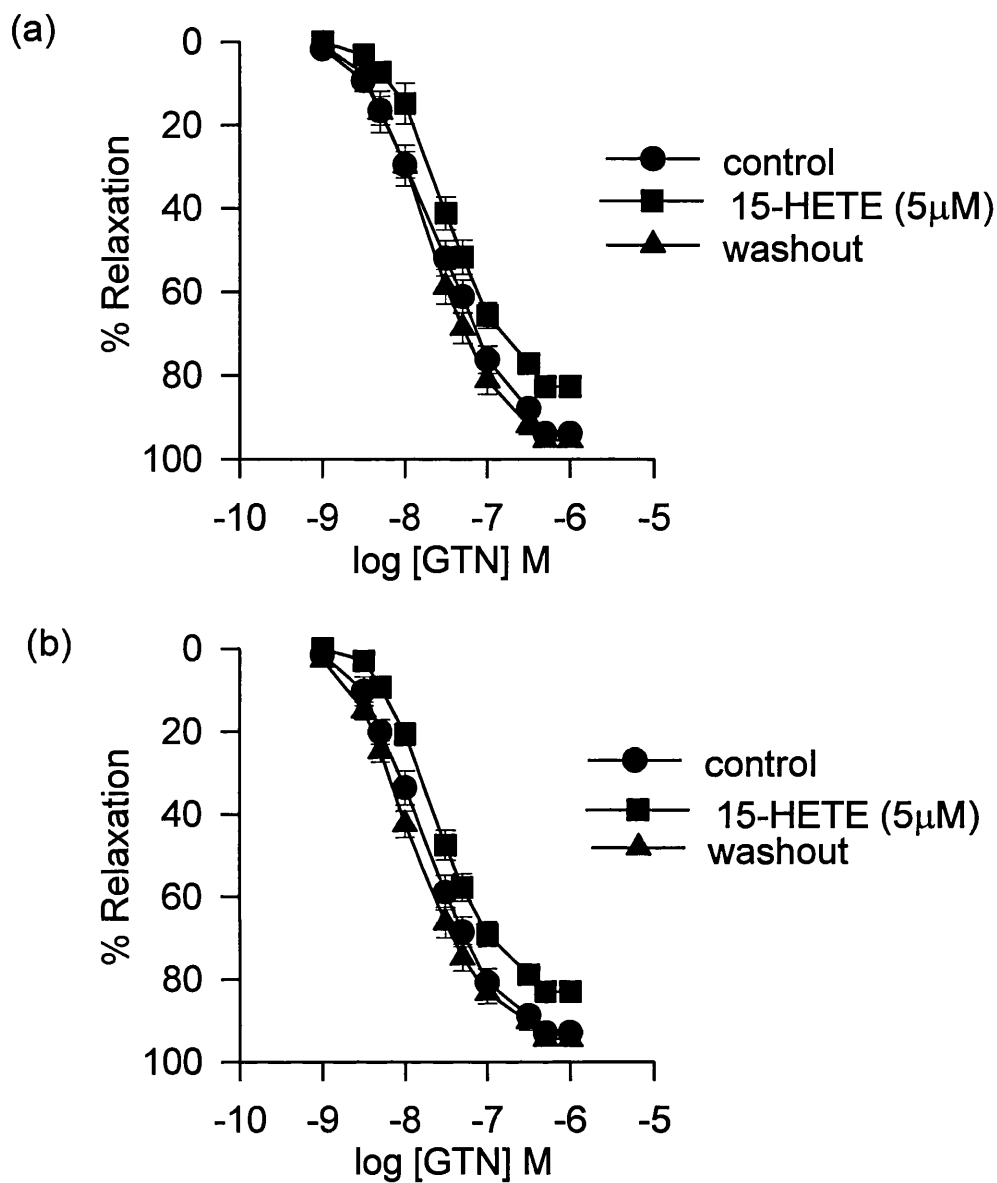 (a)
0
20
40
60
80
100
% Relaxation
-10 -9 -8 -7 -6 -5
log [GTN] M
control
15-HETE (5μM)
washout
(b)
0
20
40
60
80
100
% Relaxation
-10 -9 -8 -7 -6 -5
log [GTN] M
control
15-HETE (5μM)
washout